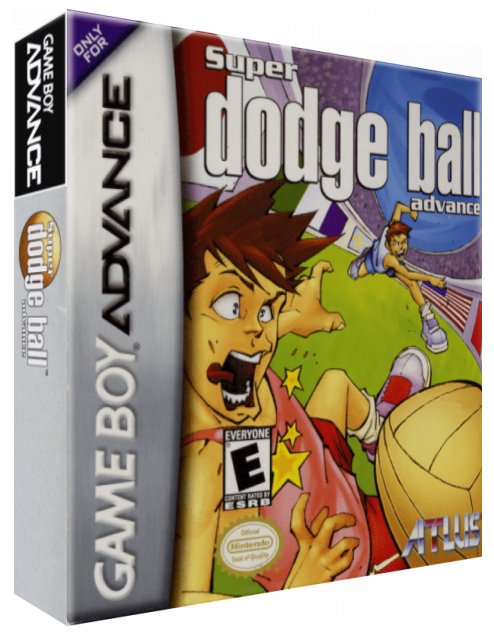 GAME BOY
ADVANCE
Super
dodge ball
advance
™
GAME BOY ADVANCE
®
ONLY
FOR
Super
dodge ball
advance
EVERYONE
E
CONTENT RATED BY
ESRB
Official
Nintendo
Seal of Quality
ATLUS